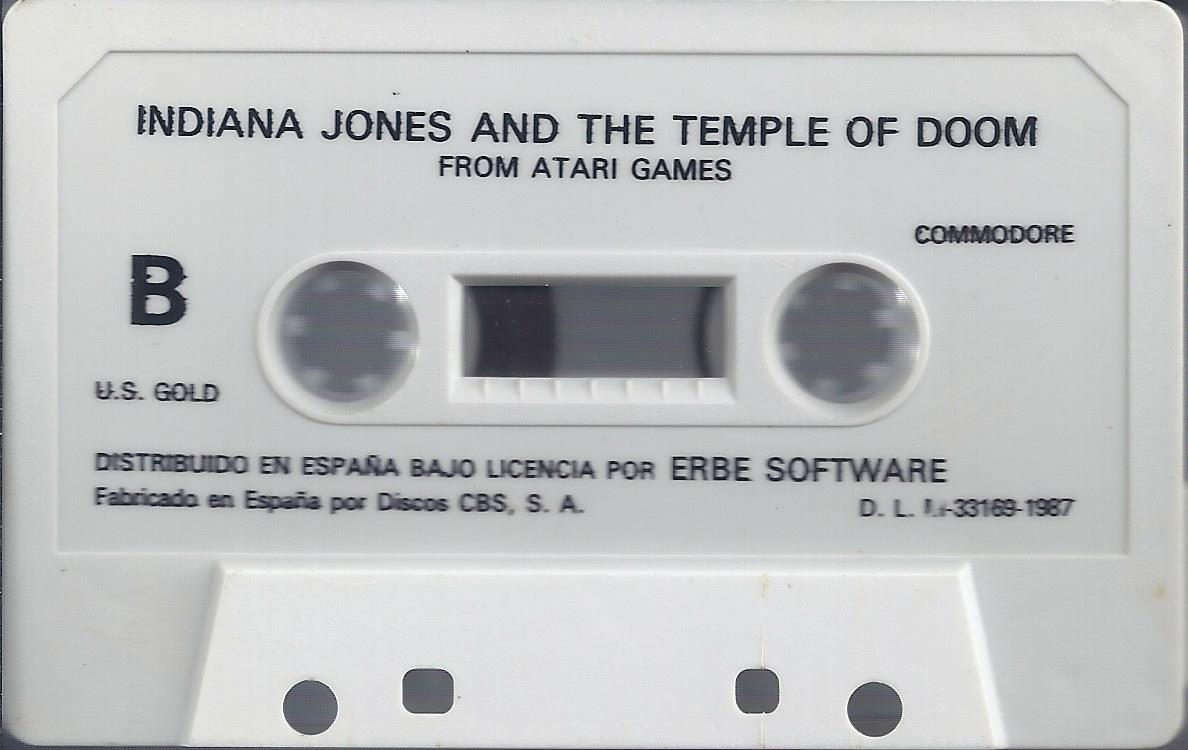 INDIANA JONES AND THE TEMPLE OF DOOM
FROM ATARI GAMES
COMMODORE
B
U.S. GOLD
DISTRIBUIDO EN ESPAÑA BAJO LICENCIA POR ERBE SOFTWARE
Fabricado en España por Discos CBS, S. A.
D. L. M-33169-1987